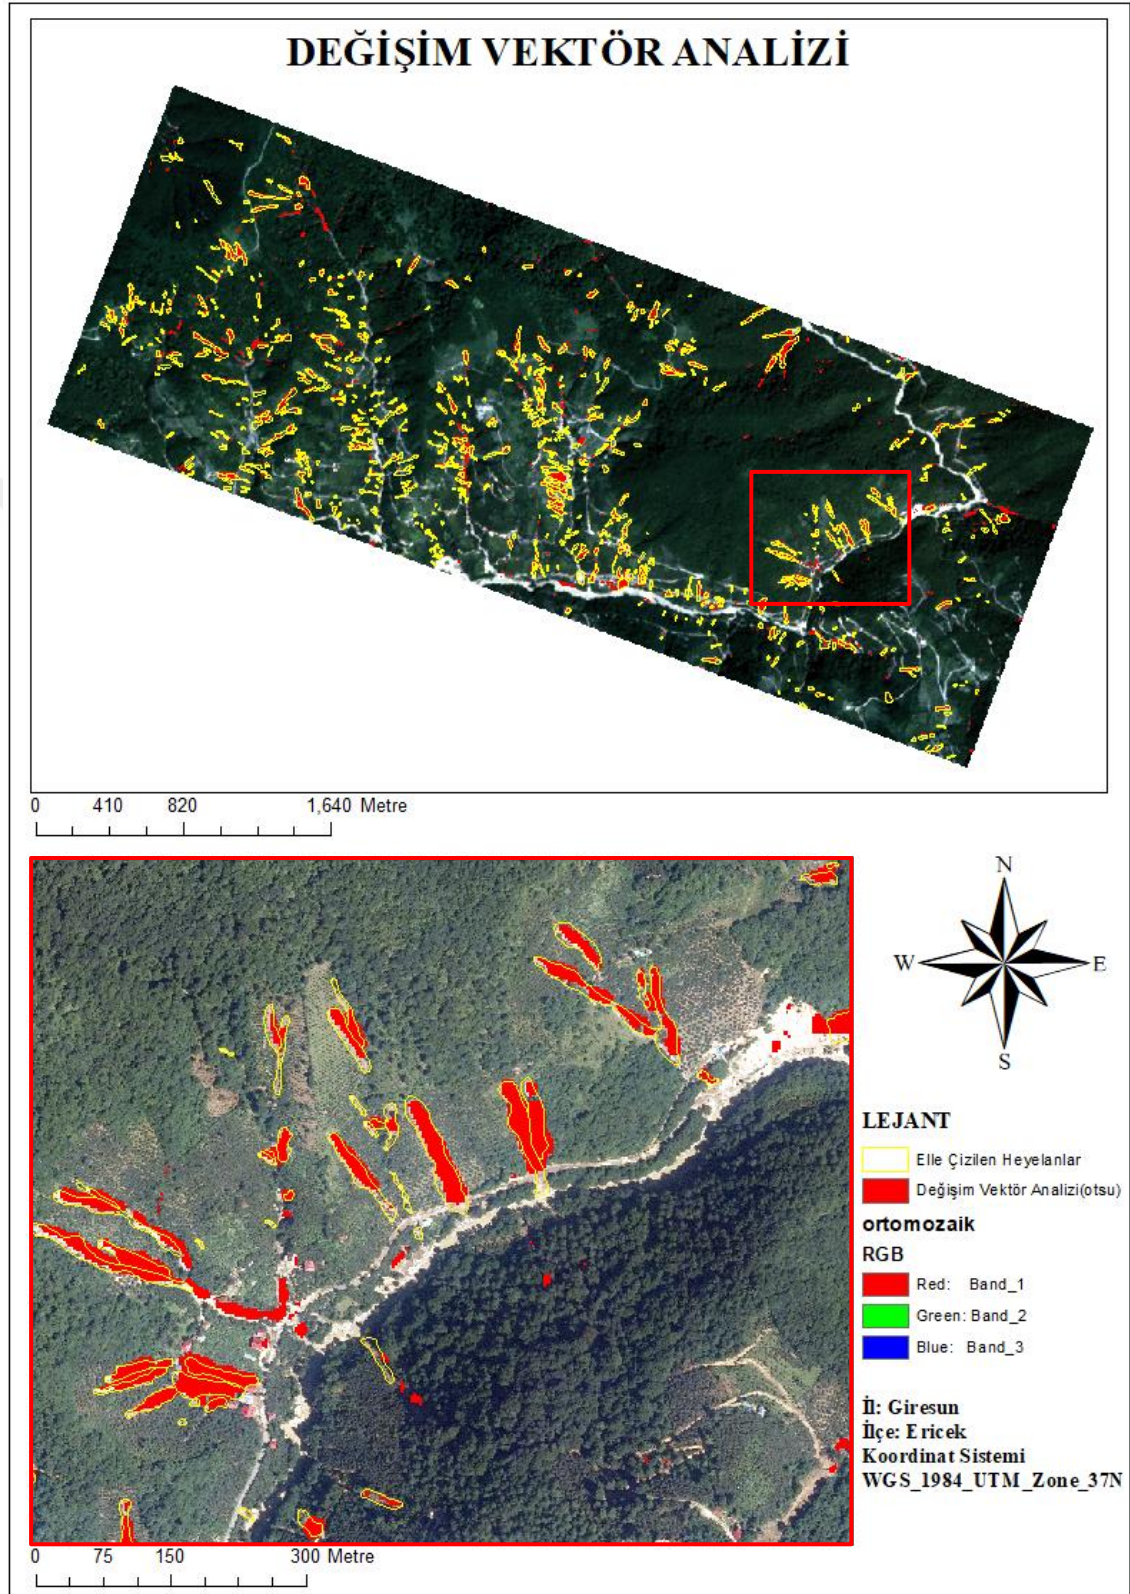 DEĞİŞİM VEKTÖR ANALİZİ
0 410 820 1,640 Metre
N
W E
S
LEJANT
Elle Çizilen Heyelanlar
Değişim Vektör Analizi(otsu)
ortomozaik
RGB
Red: Band_1
Green: Band_2
Blue: Band_3
İl: Giresun
İlçe: Ericek
Koordinat Sistemi
WGS_1984_UTM_Zone_37N
0 75 150 300 Metre